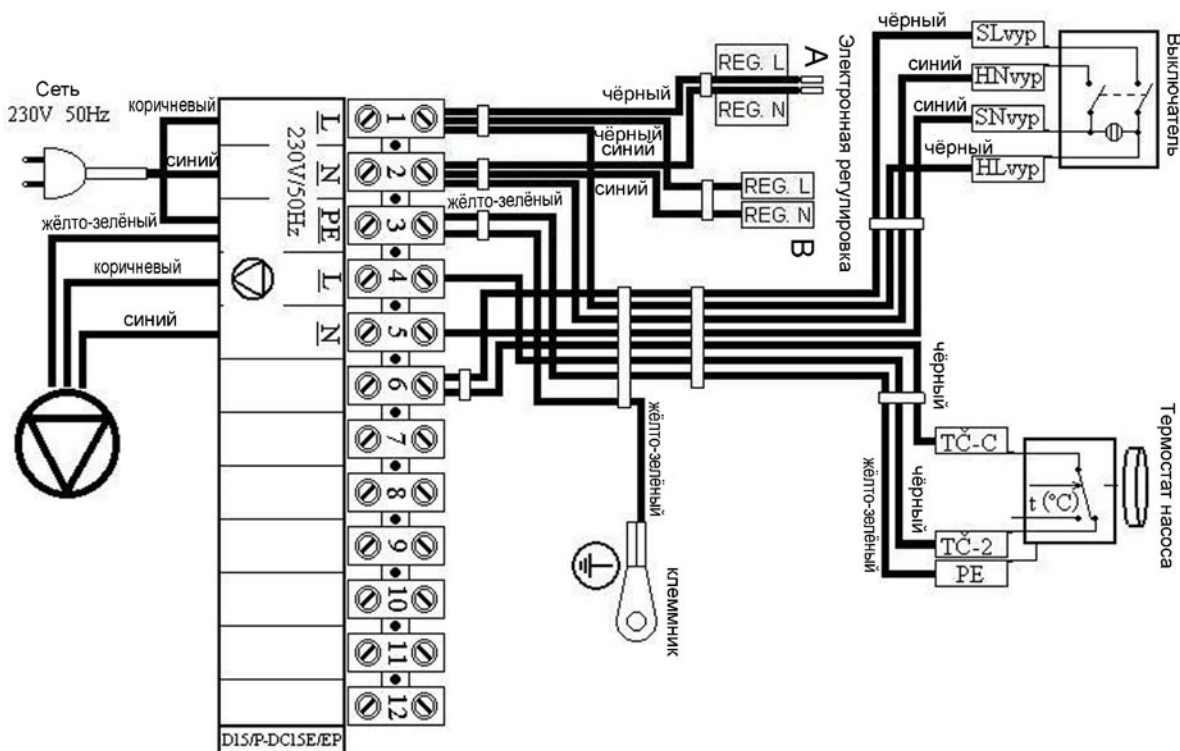 Сеть
230V 50Hz
коричневый
синий
жёлто-зелёный
коричневый
синий
230V/50Hz
L
N
PE
L
N
1
2
3
4
5
6
7
8
9
10
11
12
D15/P-DC15E/EP
чёрный
чёрный
синий
синий
жёлто-зелёный
REG. L
REG. N
A
Электронная регулировка
REG. L
REG. N
B
чёрный
SLvyp
синий
HNvyp
синий
SNvyp
чёрный
HLvyp
Выключатель
жёлто-зелёный
клеммник
чёрный
TČ-C
чёрный
TČ-2
жёлто-зелёный
PE
t (°C)
Термостат насоса